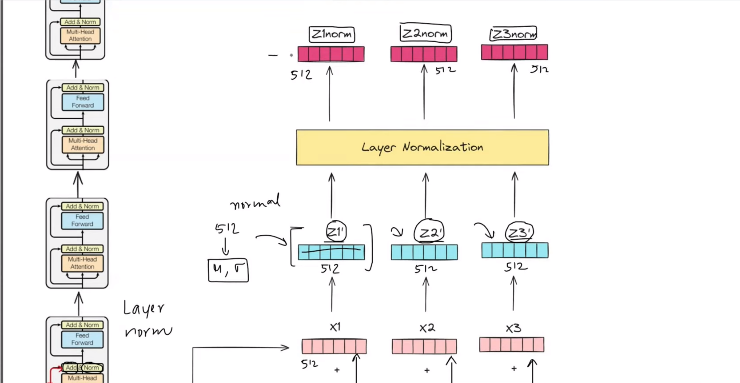 Add & Norm
Multi-Head
Attention
Add & Norm
Feed
Forward
Add & Norm
Multi-Head
Attention
Add & Norm
Feed
Forward
Add & Norm
Multi-Head
Attention
Add & Norm
Feed
Forward
Add & Norm
Multi-Head
Layer
norm
Z1norm
Z2norm
Z3norm
512
512
512
Layer Normalization
normal
512
μ, σ
Z1'
Z2'
Z3'
512
512
512
x1
x2
x3
512
+
+
+